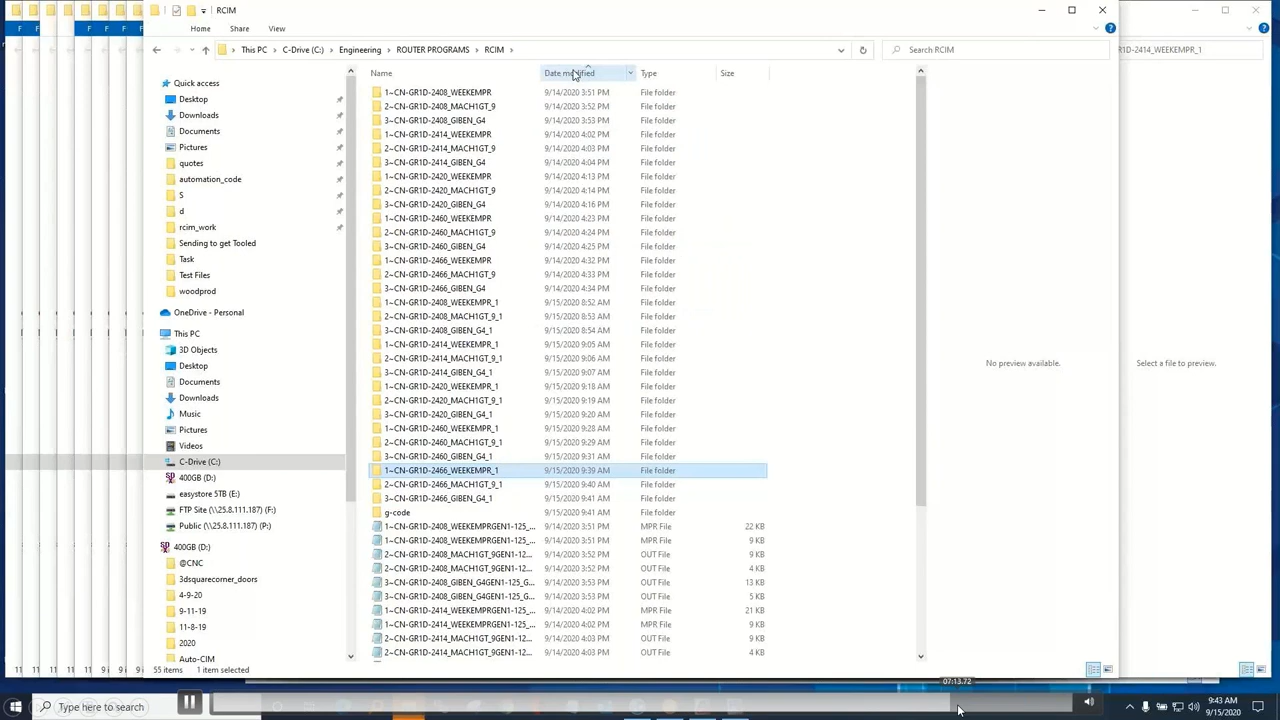 RCIM
F F F F F F Home Share View
This PC > C-Drive (C:) > Engineering > ROUTER PROGRAMS > RCIM > Search RCIM R1D-2414_WEEKEMPR_1
Name Date modified Type Size
Quick access
Desktop
Downloads
Documents
Pictures
quotes
automation_code
S
d
rcim_work
Sending to get Tooled
Task
Test Files
woodprod
OneDrive - Personal
This PC
3D Objects
Desktop
Documents
Downloads
Music
Pictures
Videos
C-Drive (C:)
400GB (D:)
easystore 5TB (E:)
FTP Site (\\25.8.111.187) (F:)
Public (\\25.8.111.187) (P:)
400GB (D:)
@CNC
3dsquarecorner_doors
4-9-20
9-11-19
11-8-19
2020
Auto-CIM
1~CN-GR1D-2408_WEEKEMPR 9/14/2020 3:51 PM File folder
2~CN-GR1D-2408_MACH1GT_9 9/14/2020 3:52 PM File folder
3~CN-GR1D-2408_GIBEN_G4 9/14/2020 3:53 PM File folder
1~CN-GR1D-2414_WEEKEMPR 9/14/2020 4:02 PM File folder
2~CN-GR1D-2414_MACH1GT_9 9/14/2020 4:03 PM File folder
3~CN-GR1D-2414_GIBEN_G4 9/14/2020 4:04 PM File folder
1~CN-GR1D-2420_WEEKEMPR 9/14/2020 4:13 PM File folder
2~CN-GR1D-2420_MACH1GT_9 9/14/2020 4:14 PM File folder
3~CN-GR1D-2420_GIBEN_G4 9/14/2020 4:16 PM File folder
1~CN-GR1D-2460_WEEKEMPR 9/14/2020 4:23 PM File folder
2~CN-GR1D-2460_MACH1GT_9 9/14/2020 4:24 PM File folder
3~CN-GR1D-2460_GIBEN_G4 9/14/2020 4:25 PM File folder
1~CN-GR1D-2466_WEEKEMPR 9/14/2020 4:32 PM File folder
2~CN-GR1D-2466_MACH1GT_9 9/14/2020 4:33 PM File folder
3~CN-GR1D-2466_GIBEN_G4 9/14/2020 4:34 PM File folder
1~CN-GR1D-2408_WEEKEMPR_1 9/15/2020 8:52 AM File folder
2~CN-GR1D-2408_MACH1GT_9_1 9/15/2020 8:53 AM File folder
3~CN-GR1D-2408_GIBEN_G4_1 9/15/2020 8:54 AM File folder
1~CN-GR1D-2414_WEEKEMPR_1 9/15/2020 9:05 AM File folder
2~CN-GR1D-2414_MACH1GT_9_1 9/15/2020 9:06 AM File folder
3~CN-GR1D-2414_GIBEN_G4_1 9/15/2020 9:07 AM File folder
1~CN-GR1D-2420_WEEKEMPR_1 9/15/2020 9:18 AM File folder
2~CN-GR1D-2420_MACH1GT_9_1 9/15/2020 9:19 AM File folder
3~CN-GR1D-2420_GIBEN_G4_1 9/15/2020 9:20 AM File folder
1~CN-GR1D-2460_WEEKEMPR_1 9/15/2020 9:28 AM File folder
2~CN-GR1D-2460_MACH1GT_9_1 9/15/2020 9:29 AM File folder
3~CN-GR1D-2460_GIBEN_G4_1 9/15/2020 9:31 AM File folder
1~CN-GR1D-2466_WEEKEMPR_1 9/15/2020 9:39 AM File folder
2~CN-GR1D-2466_MACH1GT_9_1 9/15/2020 9:40 AM File folder
3~CN-GR1D-2466_GIBEN_G4_1 9/15/2020 9:41 AM File folder
g-code 9/15/2020 9:41 AM File folder
1~CN-GR1D-2408_WEEKEMPRGEN1-125_... 9/14/2020 3:51 PM MPR File 22 KB
1~CN-GR1D-2408_WEEKEMPRGEN1-125_... 9/14/2020 3:51 PM MPR File 9 KB
2~CN-GR1D-2408_MACH1GT_9GEN1-12... 9/14/2020 3:52 PM OUT File 9 KB
2~CN-GR1D-2408_MACH1GT_9GEN1-12... 9/14/2020 3:52 PM OUT File 4 KB
3~CN-GR1D-2408_GIBEN_G4GEN1-125_G... 9/14/2020 3:53 PM OUT File 13 KB
3~CN-GR1D-2408_GIBEN_G4GEN1-125_G... 9/14/2020 3:53 PM OUT File 5 KB
1~CN-GR1D-2414_WEEKEMPRGEN1-125_... 9/14/2020 4:02 PM MPR File 21 KB
1~CN-GR1D-2414_WEEKEMPRGEN1-125_... 9/14/2020 4:02 PM MPR File 9 KB
2~CN-GR1D-2414_MACH1GT_9GEN1-12... 9/14/2020 4:03 PM OUT File 9 KB
2~CN-GR1D-2414_MACH1GT_9GEN1-12... 9/14/2020 4:03 PM OUT File 4 KB
No preview available.
Select a file to preview.
11 11 11 9 9 9 9 55 items 1 item selected
07:13.72
Type here to search
9:43 AM
9/15/2020